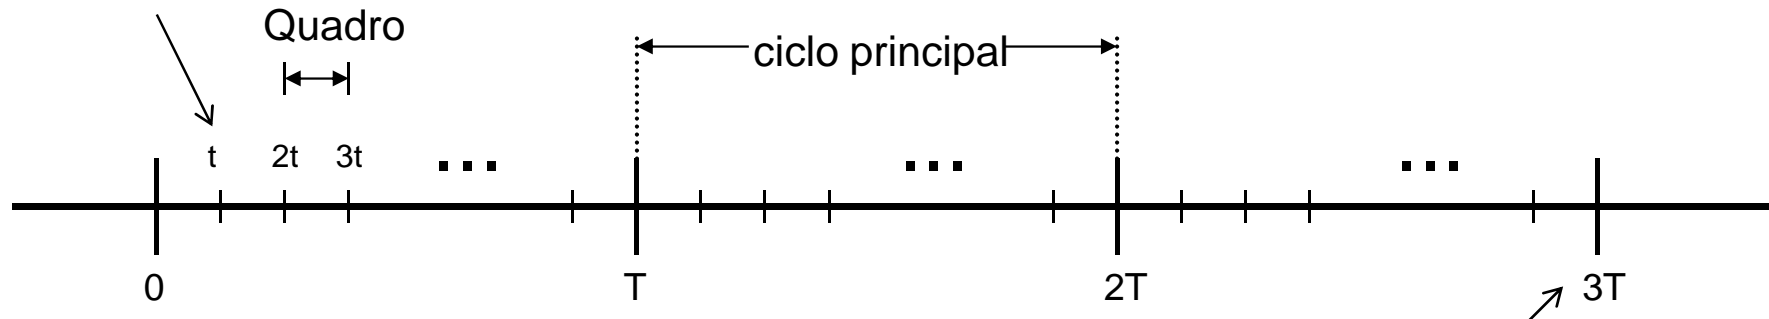 Quadro
ciclo principal
t 2t 3t ... ... ...
0 T 2T 3T